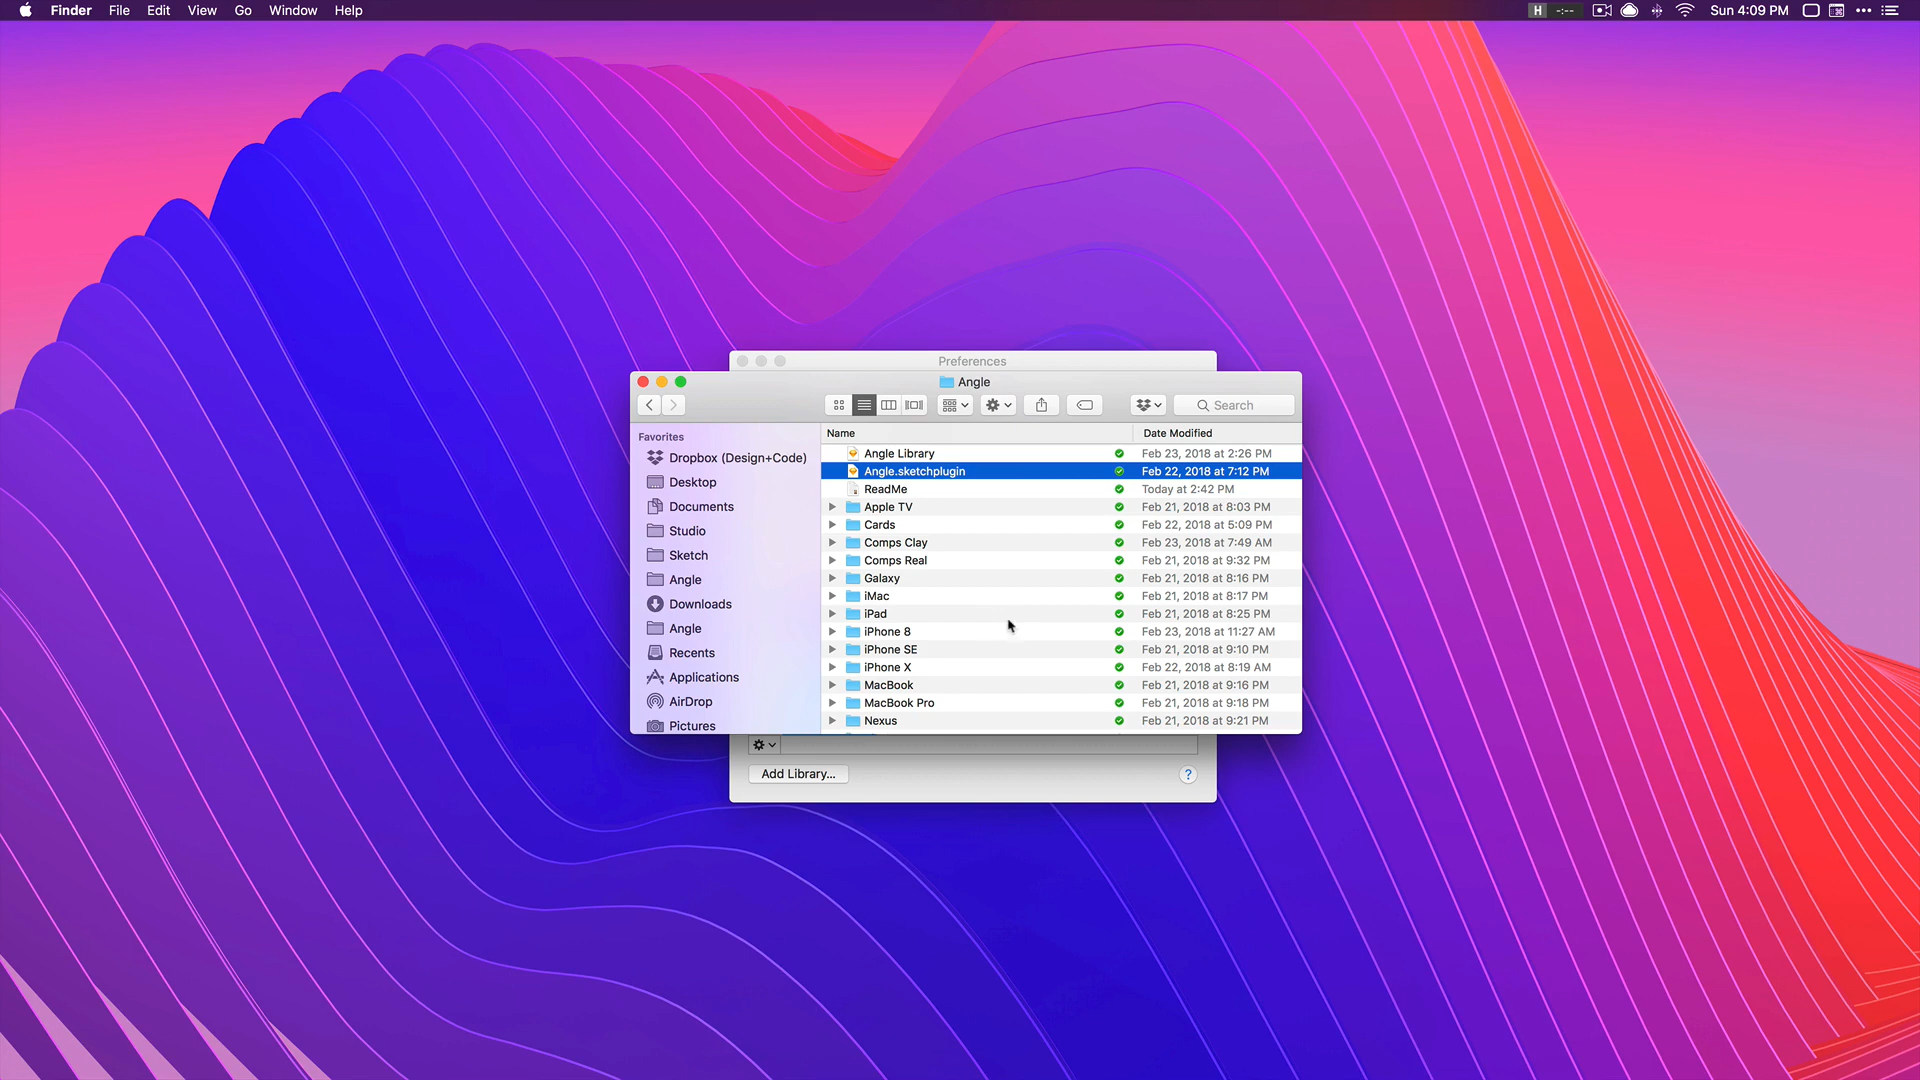 Finder File Edit View Go Window Help
H -:-- Sun 4:09 PM
Preferences
Angle
Search
Favorites
Dropbox (Design+Code)
Desktop
Documents
Studio
Sketch
Angle
Downloads
Angle
Recents
Applications
AirDrop
Pictures
Name Date Modified
Angle Library Feb 23, 2018 at 2:26 PM
Angle.sketchplugin Feb 22, 2018 at 7:12 PM
ReadMe Today at 2:42 PM
Apple TV Feb 21, 2018 at 8:03 PM
Cards Feb 22, 2018 at 5:09 PM
Comps Clay Feb 23, 2018 at 7:49 AM
Comps Real Feb 21, 2018 at 9:32 PM
Galaxy Feb 21, 2018 at 8:16 PM
iMac Feb 21, 2018 at 8:17 PM
iPad Feb 21, 2018 at 8:25 PM
iPhone 8 Feb 23, 2018 at 11:27 AM
iPhone SE Feb 21, 2018 at 9:10 PM
iPhone X Feb 22, 2018 at 8:19 AM
MacBook Feb 21, 2018 at 9:16 PM
MacBook Pro Feb 21, 2018 at 9:18 PM
Nexus Feb 21, 2018 at 9:21 PM
Add Library... ?